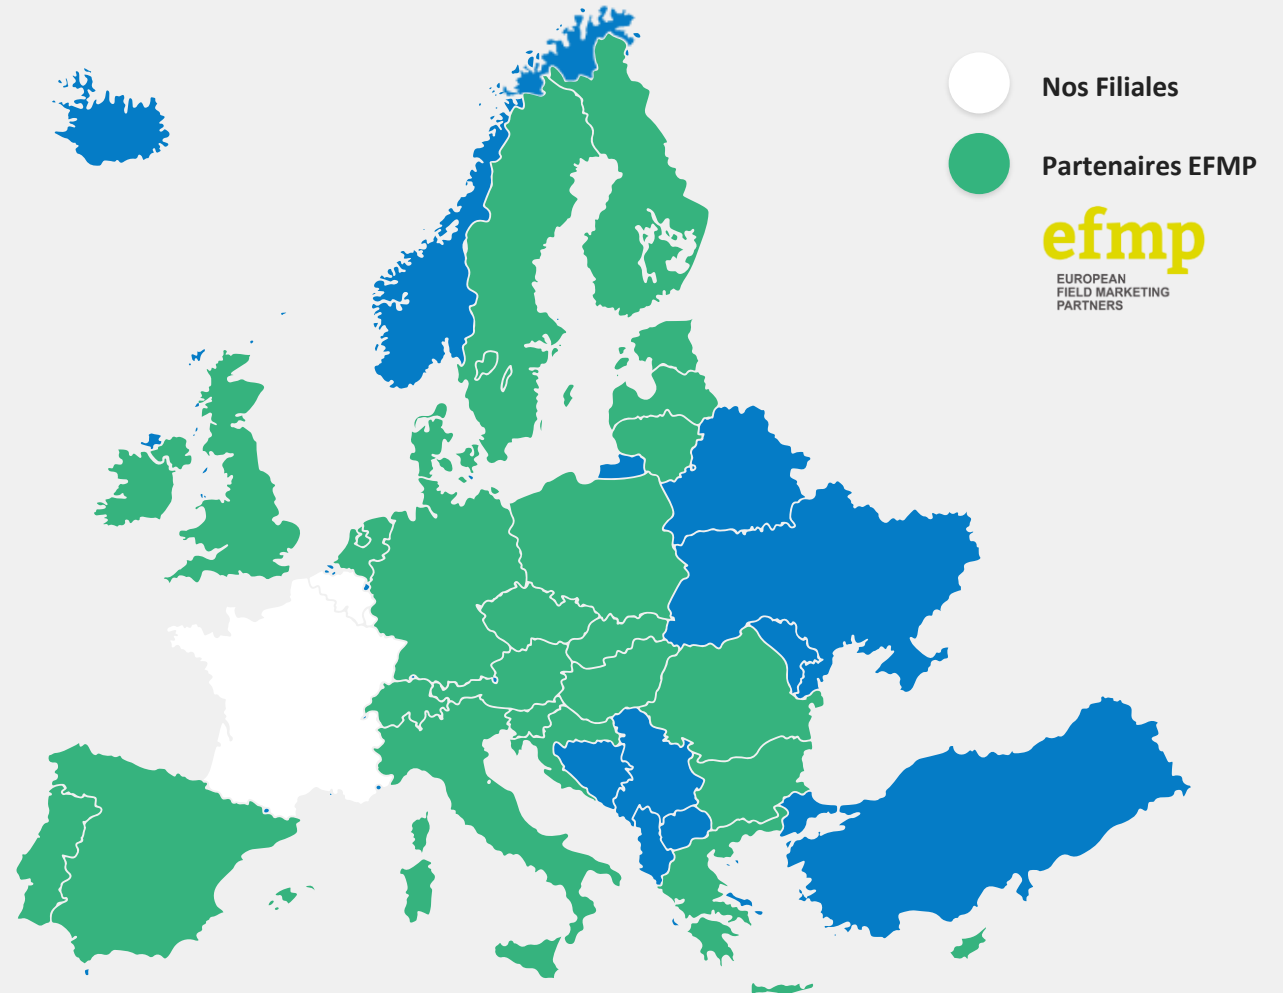 Nos Filiales
Partenaires EFMP
efmp
EUROPEAN
FIELD MARKETING
PARTNERS